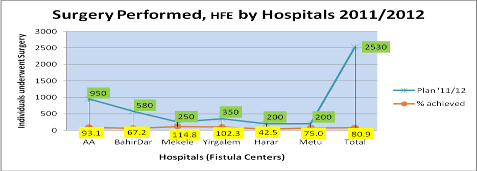 Surgery Performed, HFE by Hospitals 2011/2012
Individuals underwent Surgery
3000
2500
2000
1500
1000
500
0
950
580
250
350
200
200
2530
93.1
67.2
114.8
102.3
42.5
75.0
80.9
AA
BahirDar
Mekele
Yirgalem
Harar
Metu
Total
Hospitals (Fistula Centers)
Plan '11/12
% achieved